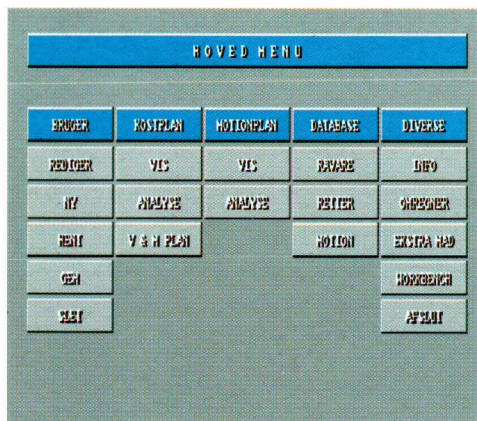 HOVED MENU
BRUGER KOSTPLAN MOTIONPLAN DATABASE DIVERSE
REDIGER VIS VIS RAVARE INFO
NY ANALYSE ANALYSE RETTER OMREGNER
HENT V & M PLAN MOTION EKSTRA MAD
GEM WORKBENCH
SLET AFSLUT